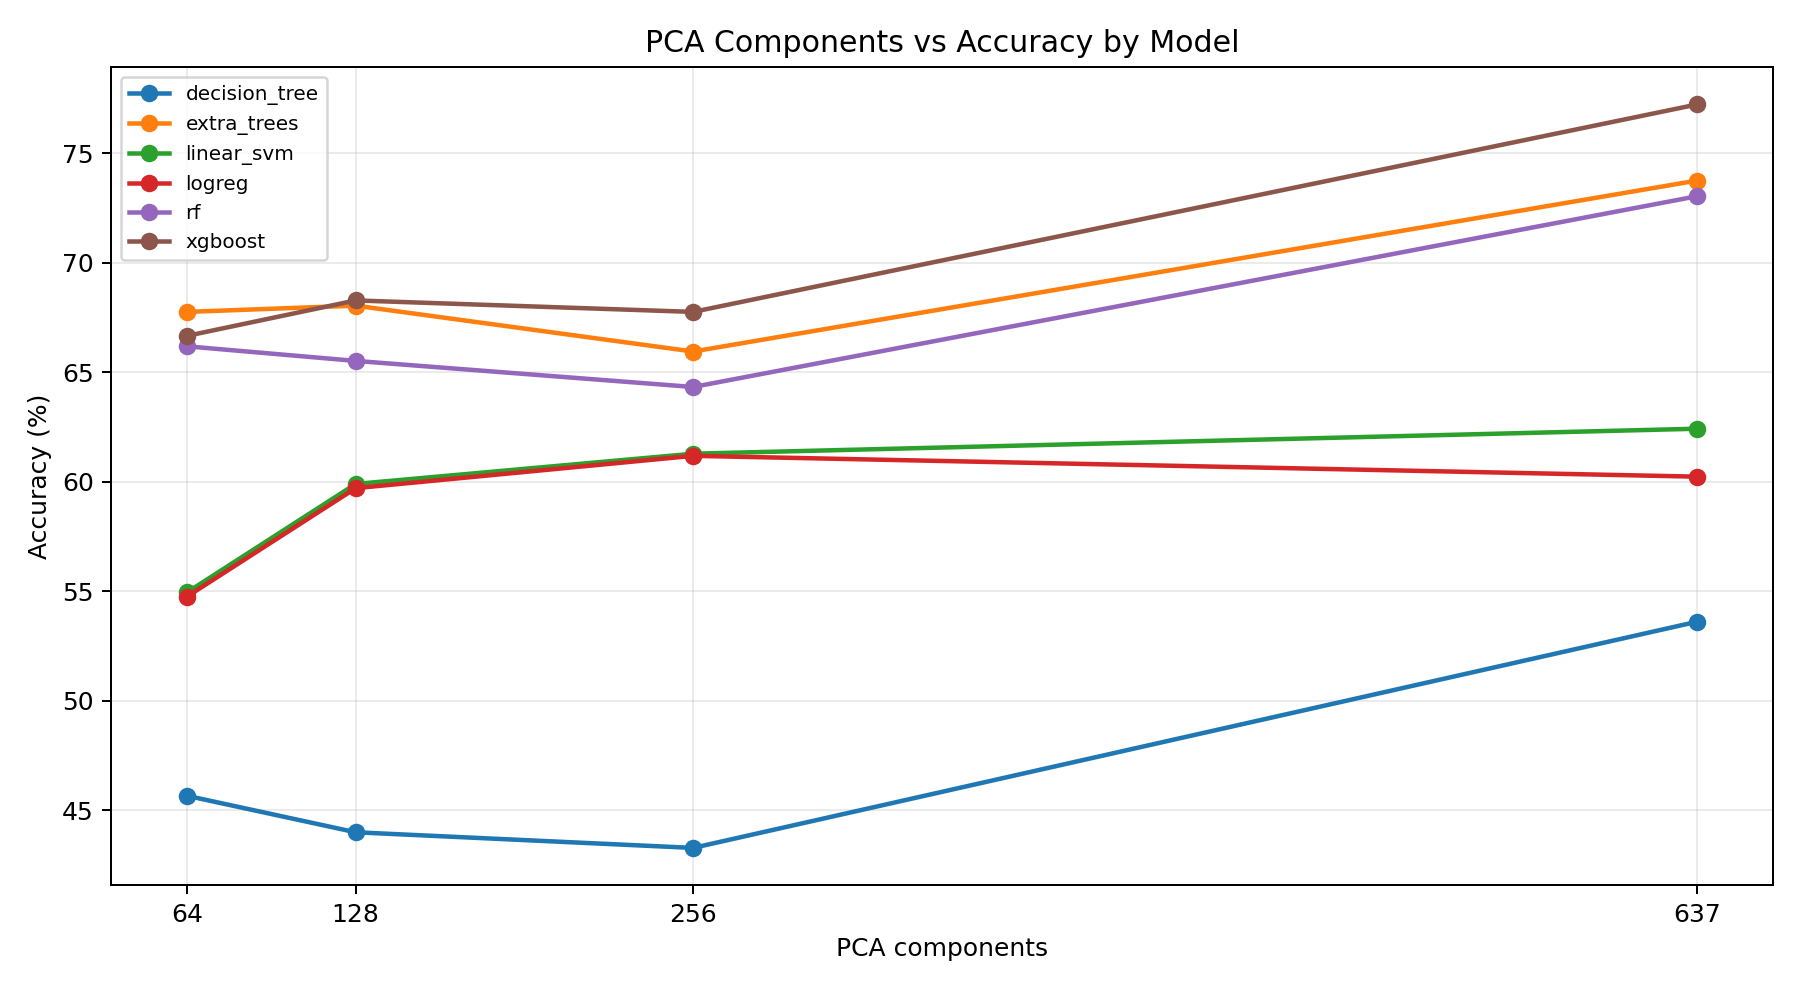 PCA Components vs Accuracy by Model
decision_tree
extra_trees
linear_svm
logreg
rf
xgboost
75
70
65
60
55
50
45
Accuracy (%)
64
128
256
637
PCA components